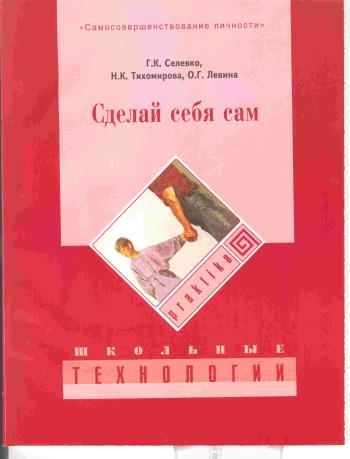 «Самосовершенствование личности»
Г.К. Селевко,
Н.К. Тихомирова, О.Г. Левина
Сделай себя сам
praktika
ШКОЛЬНЫЕ
ТЕХНОЛОГИИ